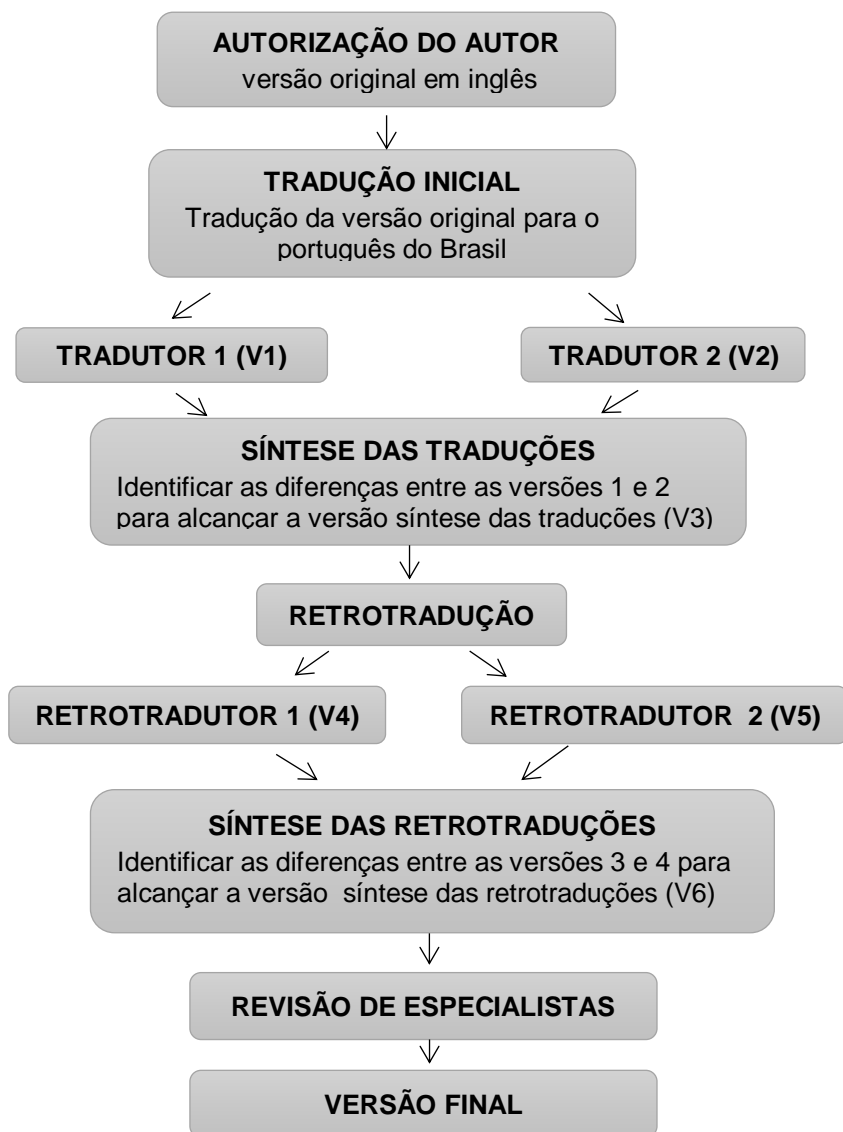 AUTORIZAÇÃO DO AUTOR
versão original em inglês
TRADUÇÃO INICIAL
Tradução da versão original para o
português do Brasil
TRADUTOR 1 (V1)
TRADUTOR 2 (V2)
SÍNTESE DAS TRADUÇÕES
Identificar as diferenças entre as versões 1 e 2
para alcançar a versão síntese das traduções (V3)
RETROTRADUÇÃO
RETROTRADUTOR 1 (V4)
RETROTRADUTOR 2 (V5)
SÍNTESE DAS RETROTRADUÇÕES
Identificar as diferenças entre as versões 3 e 4 para
alcançar a versão síntese das retrotraduções (V6)
REVISÃO DE ESPECIALISTAS
VERSÃO FINAL